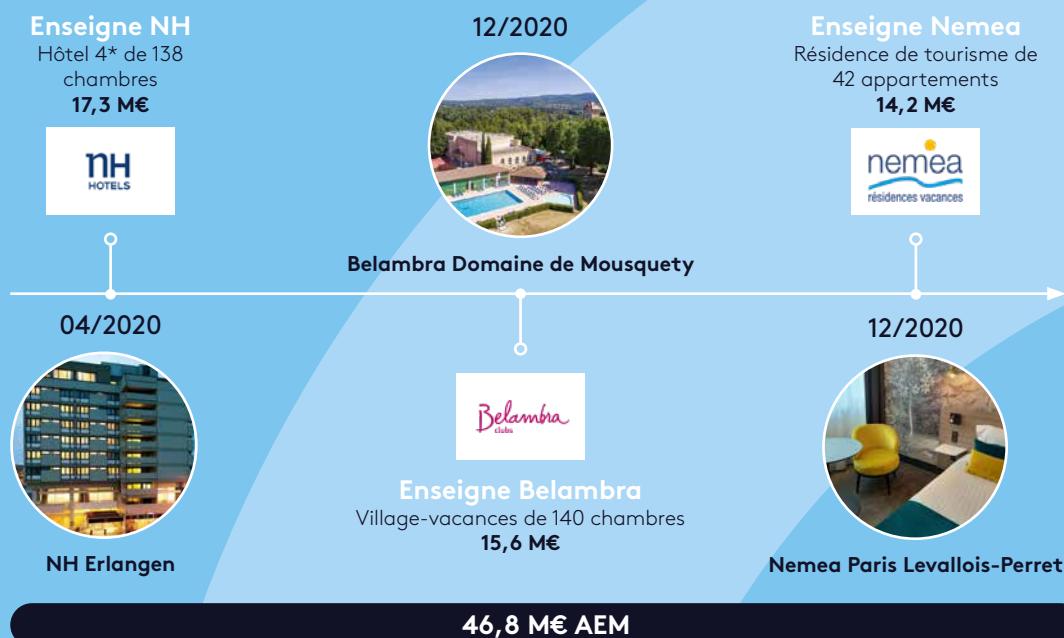 Enseigne NH
Hôtel 4* de 138
chambres
17,3 M€
nH
HOTELS
04/2020
NH Erlangen
12/2020
Belambra Domaine de Mousquety
Belambra
clubs
Enseigne Belambra
Village-vacances de 140 chambres
15,6 M€
Enseigne Nemea
Résidence de tourisme de
42 appartements
14,2 M€
nemea
résidences vacances
12/2020
Nemea Paris Levallois-Perret
46,8 M€ AEM